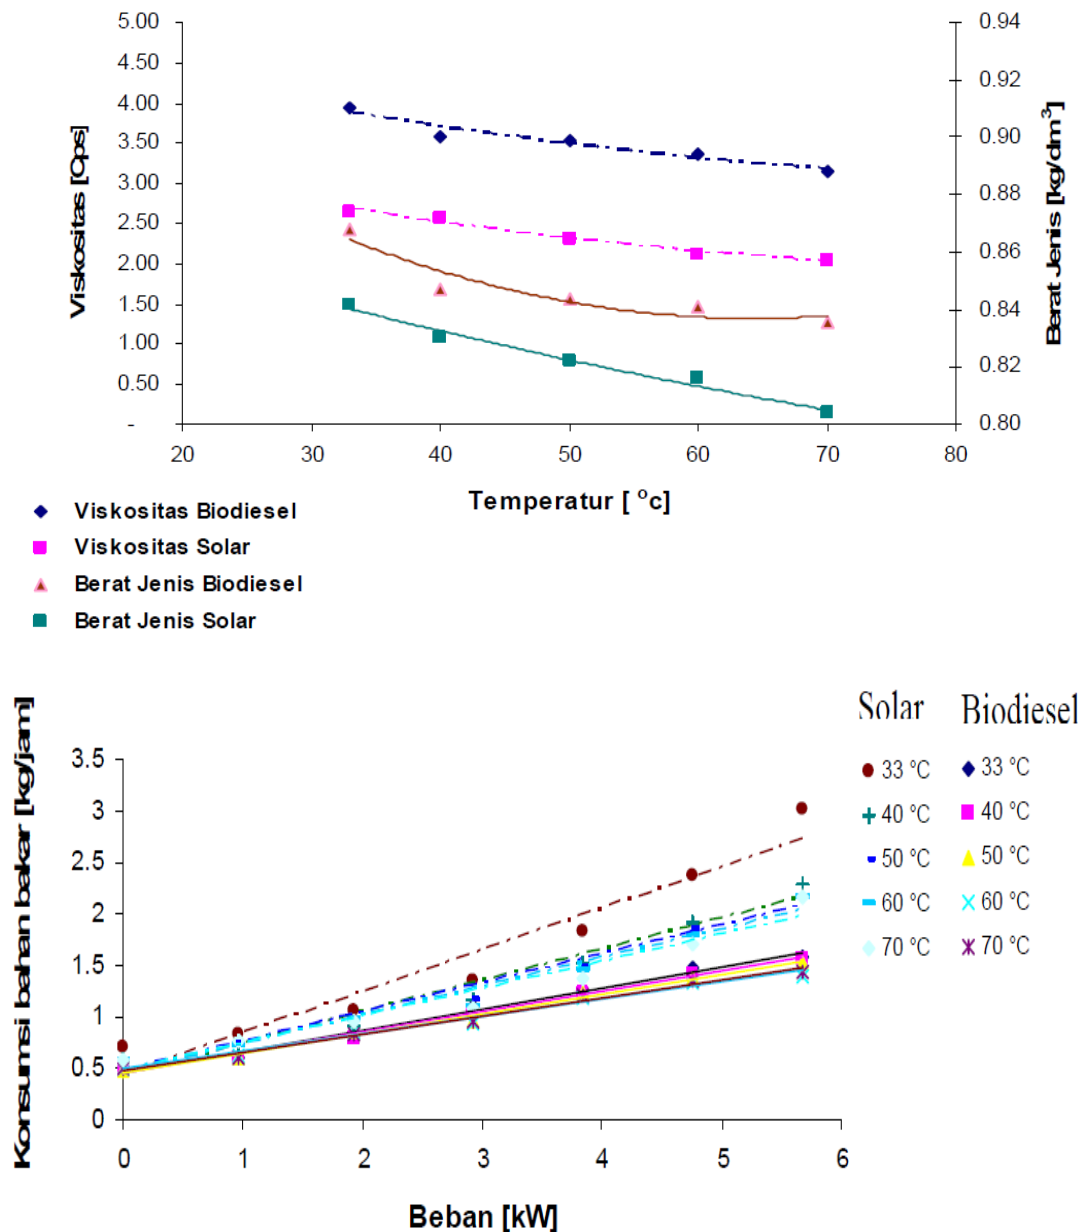 5.00
4.50
4.00
3.50
3.00
2.50
2.00
1.50
1.00
0.50
-
Viskositas [Cps]
0.94
0.92
0.90
0.88
0.86
0.84
0.82
0.80
Berat Jenis [kg/dm³]
20 30 40 50 60 70 80
Temperatur [ °c]
Viskositas Biodiesel
Viskositas Solar
Berat Jenis Biodiesel
Berat Jenis Solar
Konsumsi bahan bakar [kg/jam]
3.5
3
2.5
2
1.5
1
0.5
0
0 1 2 3 4 5 6
Beban [kW]
Solar Biodiesel
33 °C 33 °C
40 °C 40 °C
50 °C 50 °C
60 °C 60 °C
70 °C 70 °C